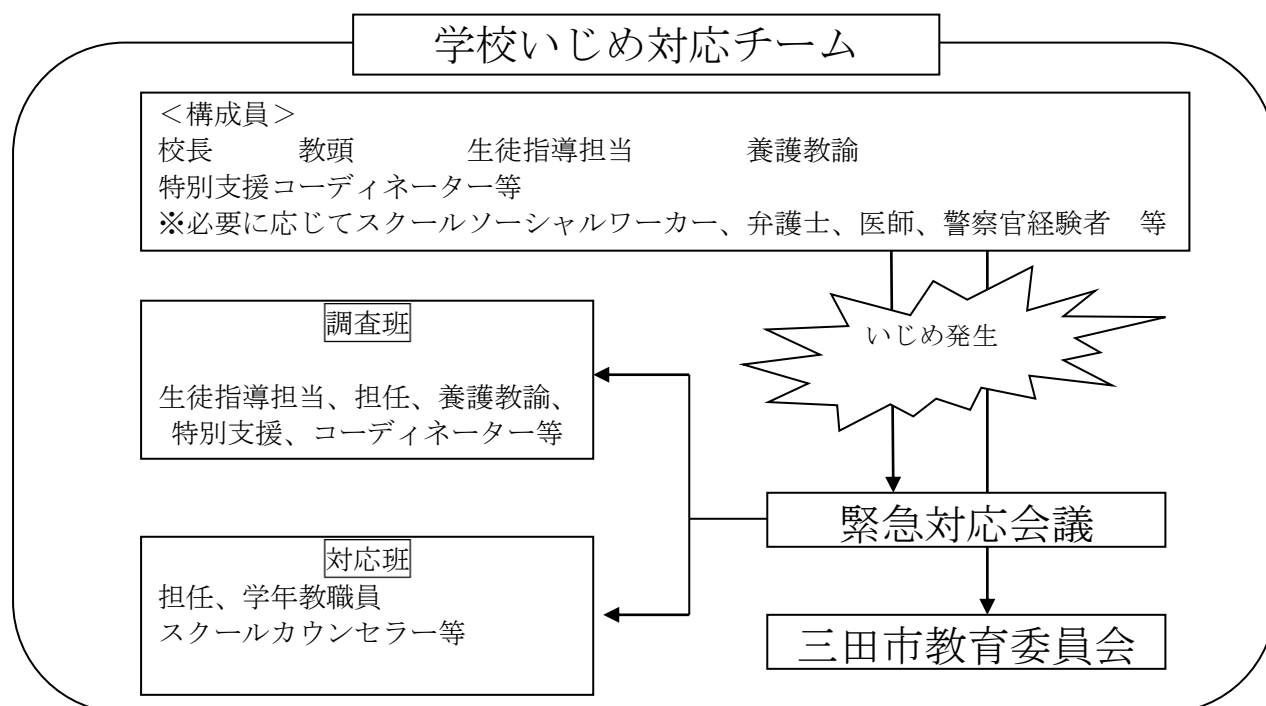 学校いじめ対応チーム
＜構成員＞
校長　　　教頭　　　　生徒指導担当　　　　養護教諭
特別支援コーディネーター等
※必要に応じてスクールソーシャルワーカー、弁護士、医師、警察官経験者　等
いじめ発生
調査班
生徒指導担当、担任、養護教諭、
特別支援、コーディネーター等
緊急対応会議
対応班
担任、学年教職員
スクールカウンセラー等
三田市教育委員会